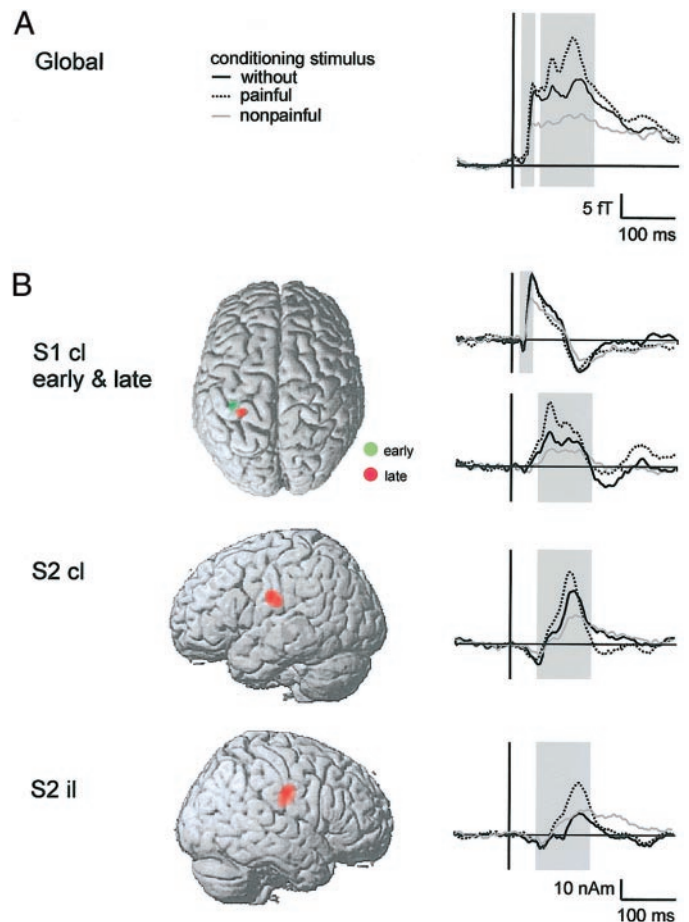 A
Global
conditioning stimulus
without
painful
nonpainful
5 fT
100 ms
B
S1 cl
early & late
early
late
S2 cl
S2 il
10 nAm
100 ms